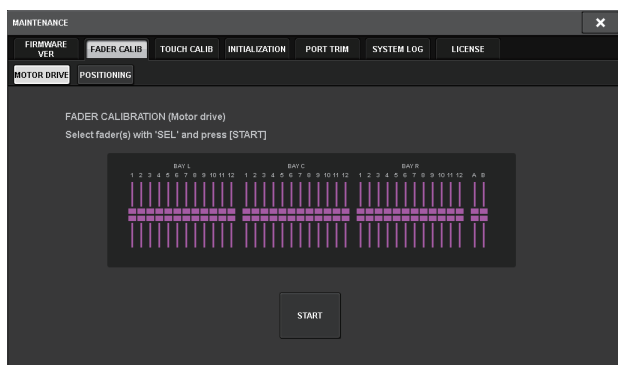 MAINTENANCE
FIRMWARE VER FADER CALIB TOUCH CALIB INITIALIZATION PORT TRIM SYSTEM LOG LICENSE
MOTOR DRIVE POSITIONING
FADER CALIBRATION (Motor drive)
Select fader(s) with 'SEL' and press [START]
BAY L BAY C BAY R
1 2 3 4 5 6 7 8 9 10 11 12 1 2 3 4 5 6 7 8 9 10 11 12 1 2 3 4 5 6 7 8 9 10 11 12 A B
START